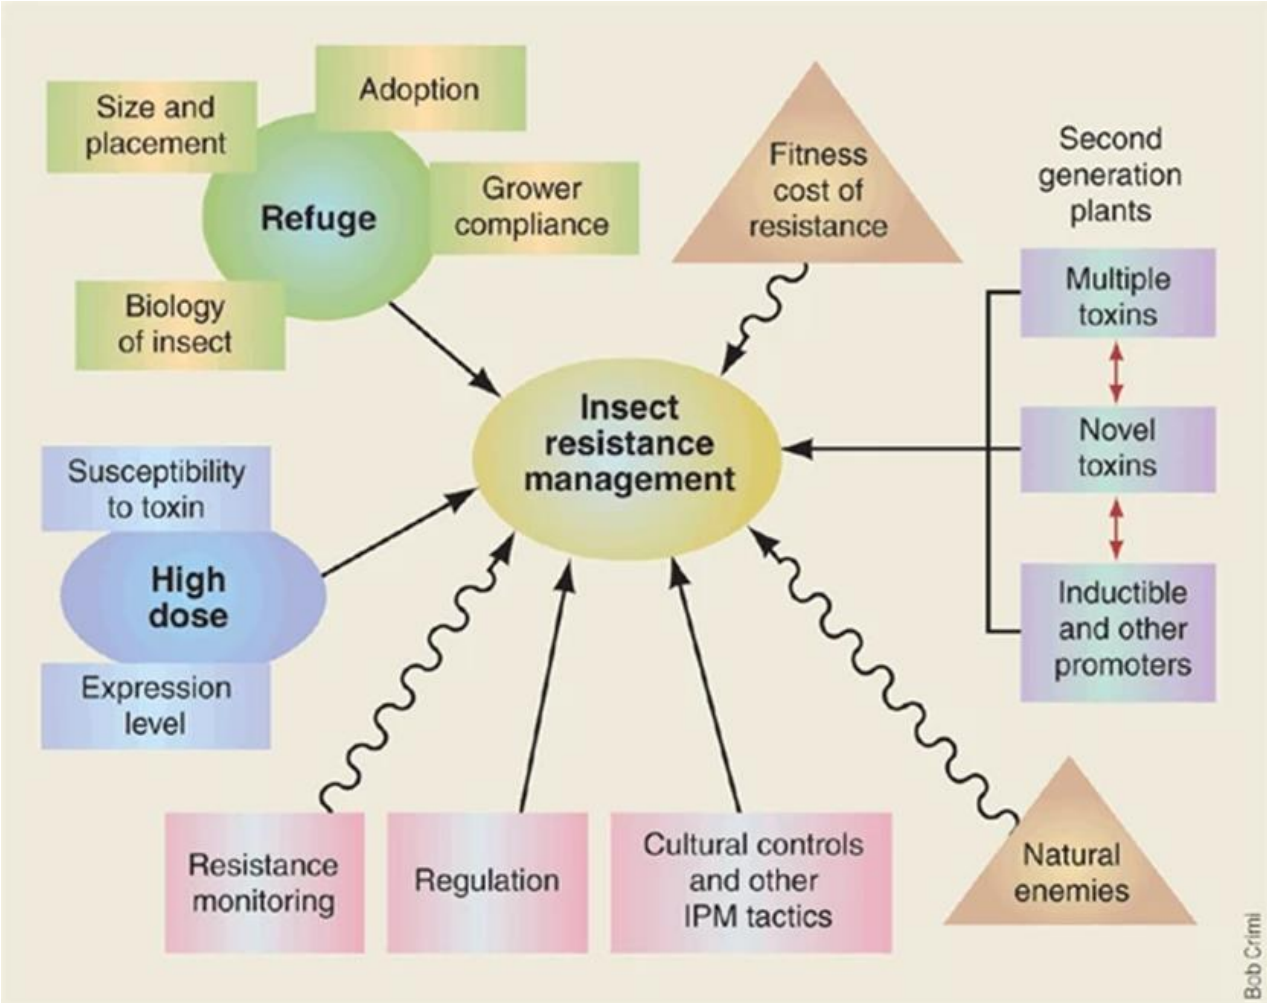 Size and
placement
Adoption
Refuge
Grower
compliance
Biology
of insect
Fitness
cost of
resistance
Second
generation
plants
Multiple
toxins
Novel
toxins
Inductible
and other
promoters
Insect
resistance
management
Susceptibility
to toxin
High
dose
Expression
level
Resistance
monitoring
Regulation
Cultural controls
and other
IPM tactics
Natural
enemies
Bob Crimi